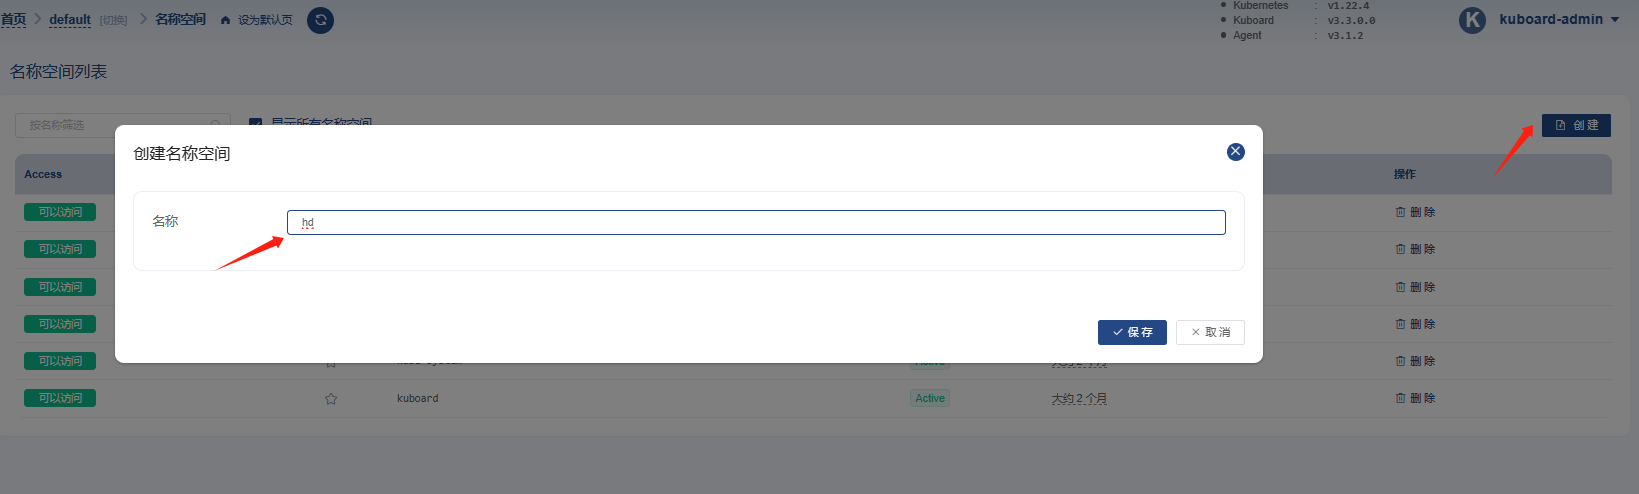 首页 default [切换] 名称空间 设为默认页
Kubernetes : v1.22.4
Kuboard : v3.3.0.0
Agent : v3.1.2
K kuboard-admin
名称空间列表
按名称筛选 显示所有名称空间 创建
创建名称空间
Access 操作
名称 hd
可以访问 删除
可以访问 删除
可以访问 删除
可以访问 删除
保存 取消
可以访问 大约 2 个月 删除
可以访问 kuboard Active 大约 2 个月 删除